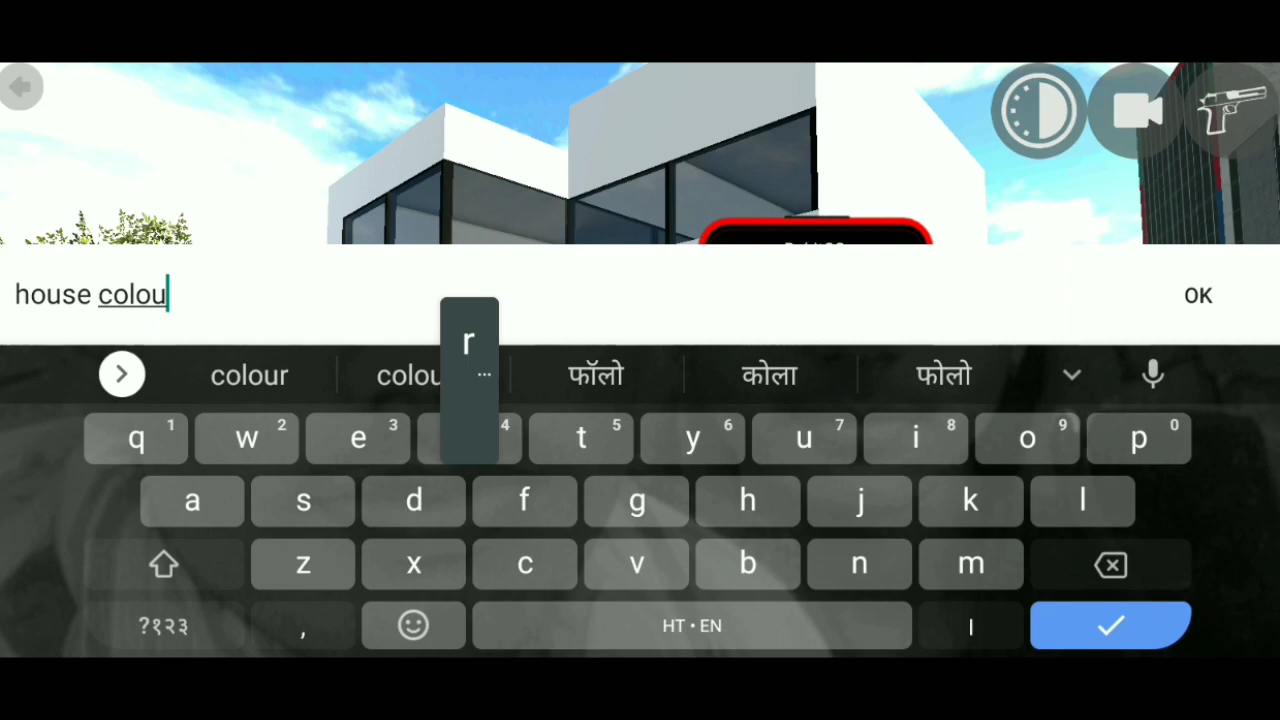 house colou
OK
r
...
colour colou फॉलो कोला फोलो
q 1 w 2 e 3 4 t 5 y 6 u 7 i 8 o 9 p 0
a s d f g h j k l
z x c v b n m
?१२३ , HT • EN ।